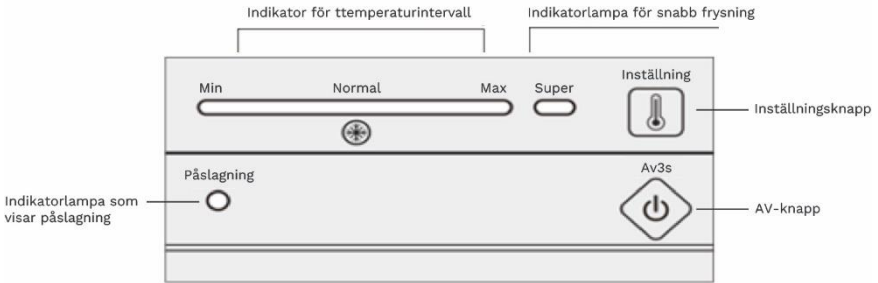 Indikator för ttemperaturintervall
Indikatorlampa för snabb frysning
Min
Normal
Max
Super
Inställning
Inställningsknapp
Påslagning
Av3s
Indikatorlampa som
visar påslagning
AV-knapp